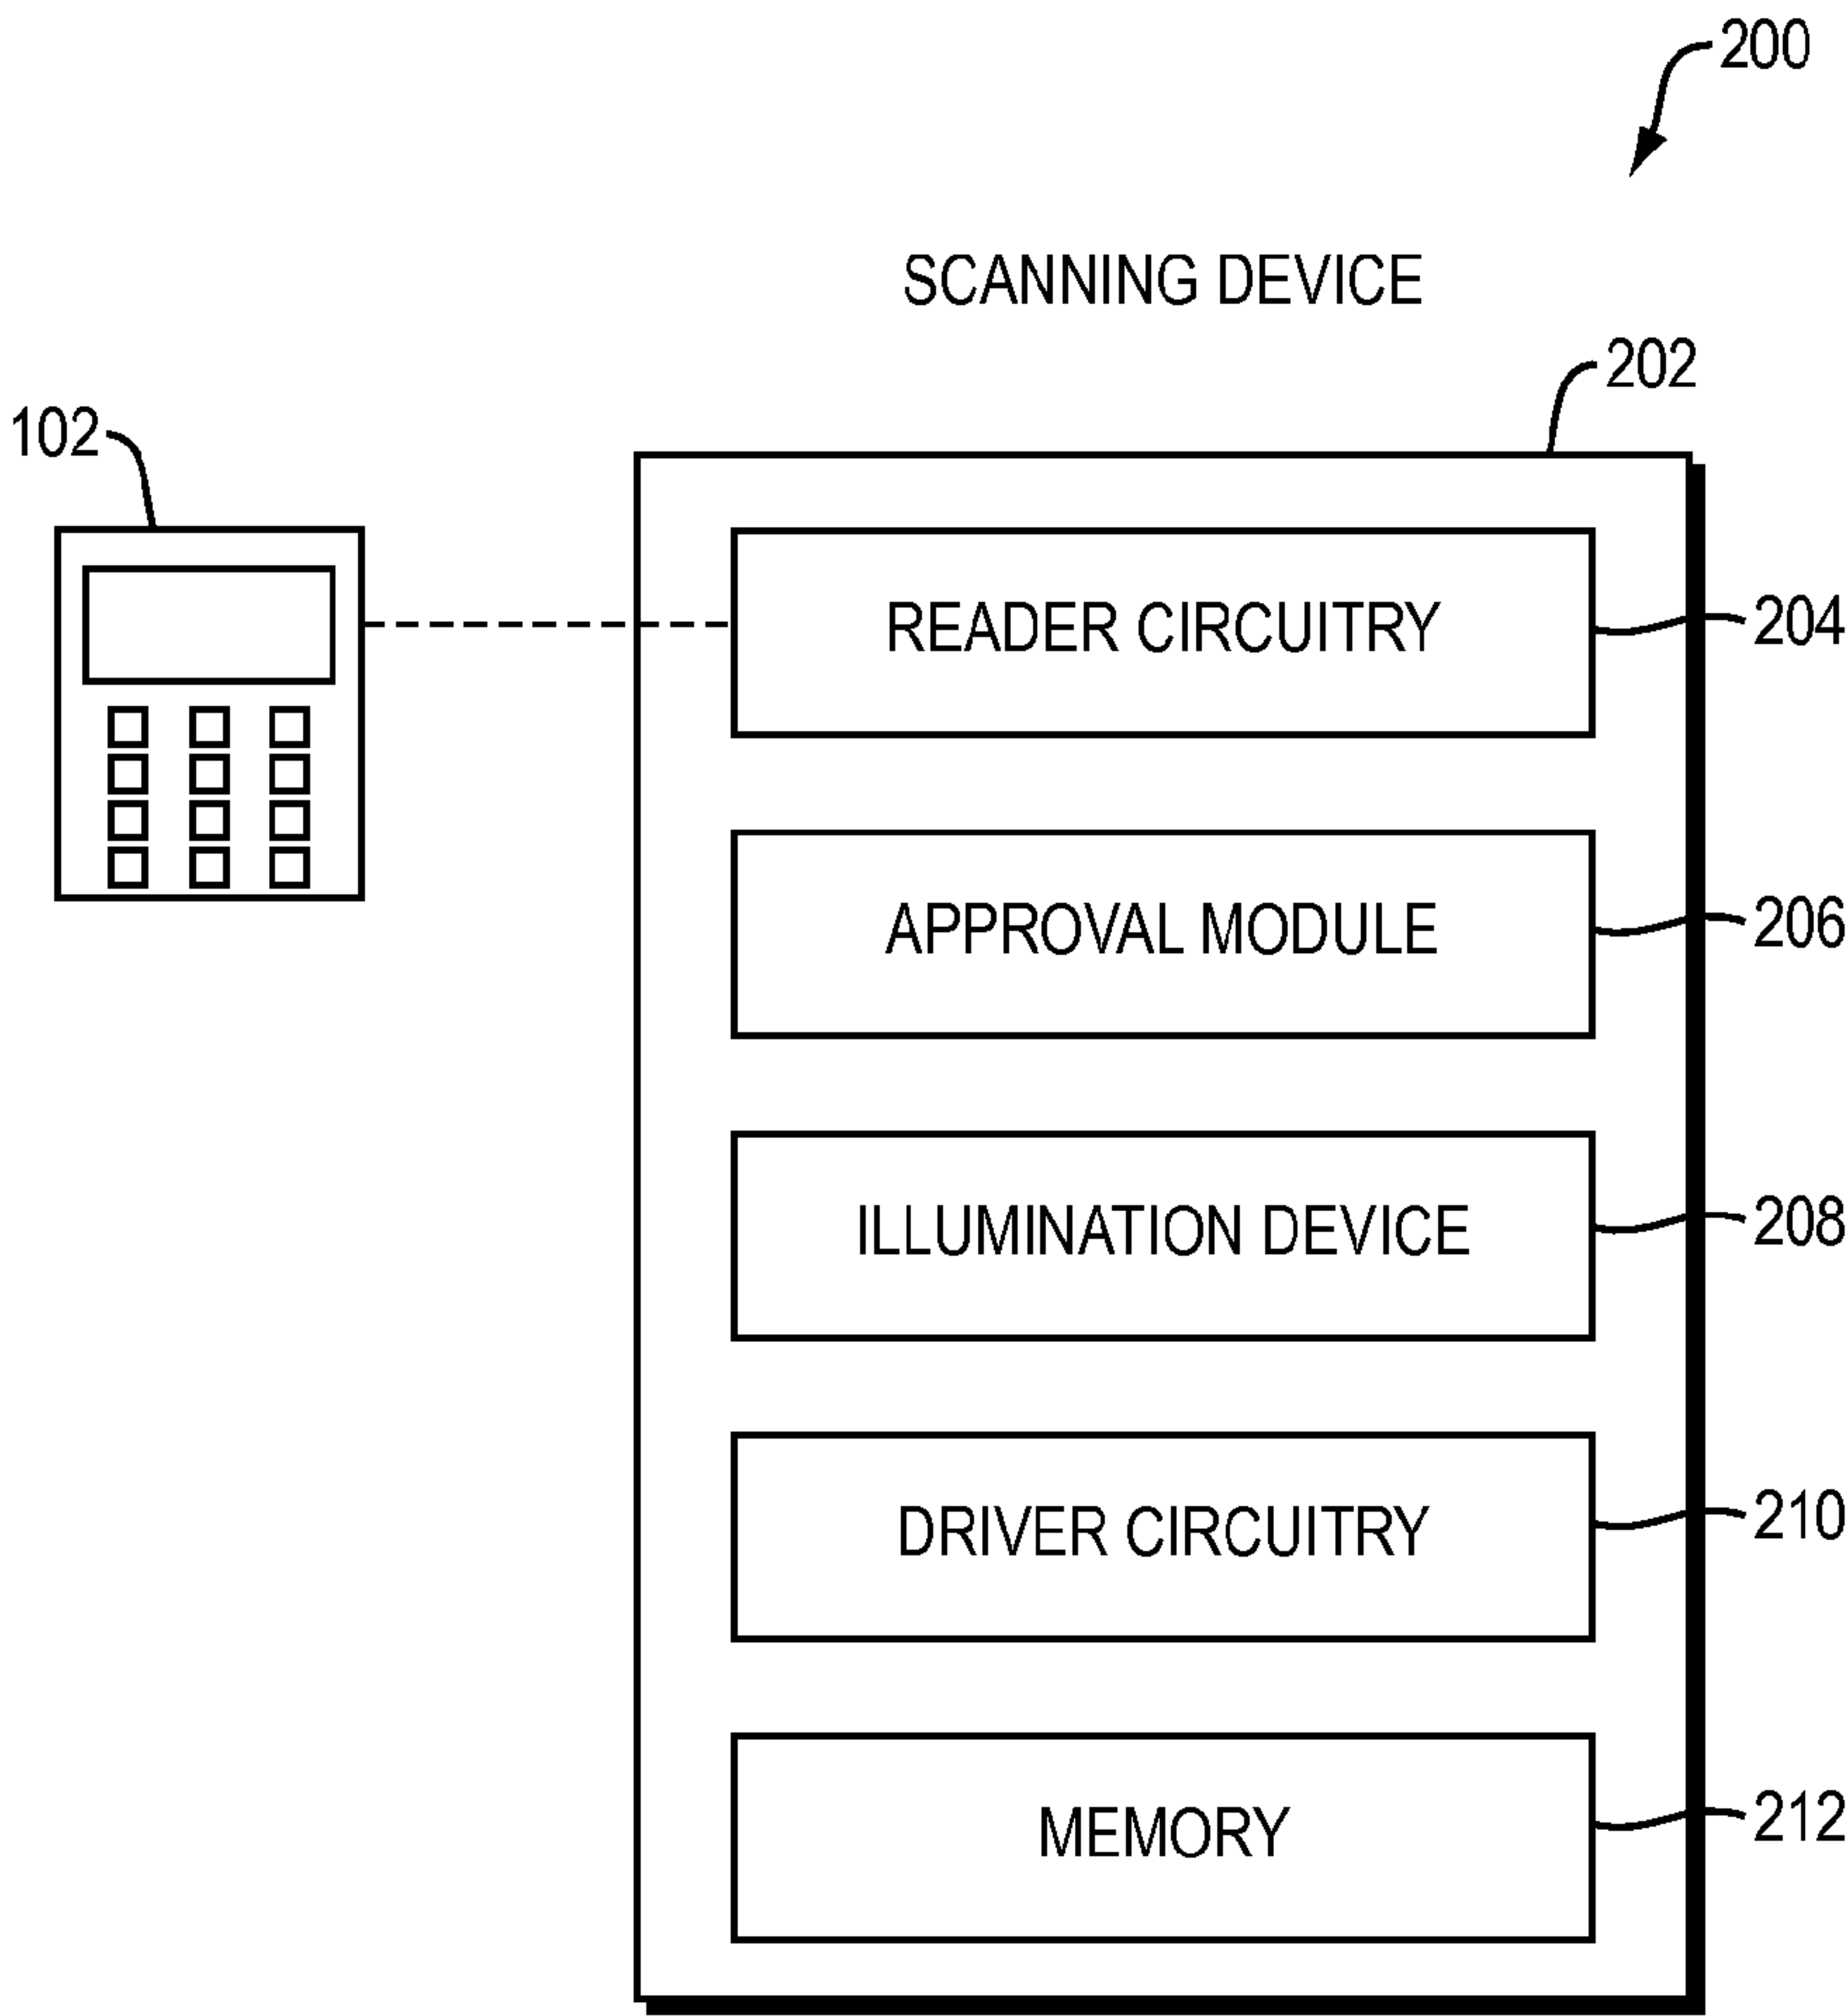 200
SCANNING DEVICE
202
102
READER CIRCUITRY
204
APPROVAL MODULE
206
ILLUMINATION DEVICE
208
DRIVER CIRCUITRY
210
MEMORY
212